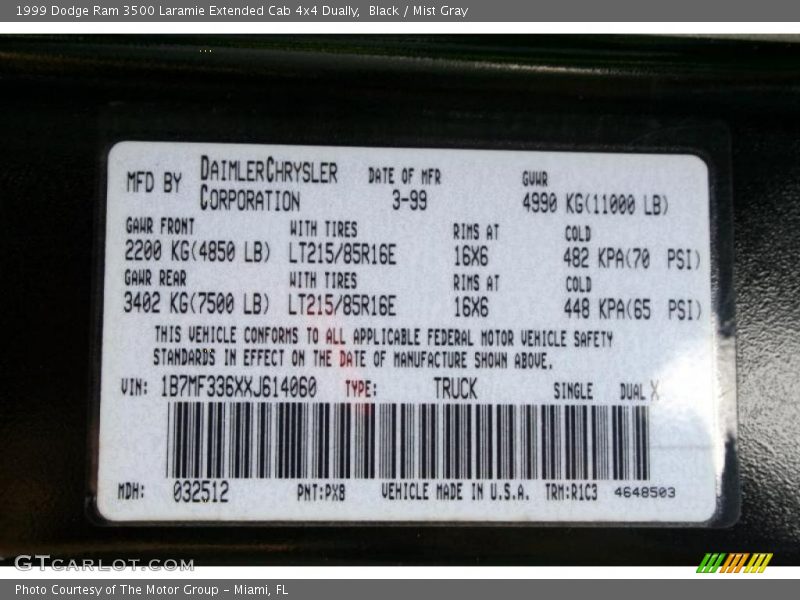 1999 Dodge Ram 3500 Laramie Extended Cab 4x4 Dually,  Black / Mist Gray
MFD BY DAIMLERCHRYSLER CORPORATION DATE OF MFR 3-99 GVWR 4990 KG(11000 LB)
GAWR FRONT WITH TIRES RIMS AT COLD
2200 KG(4850 LB) LT215/85R16E 16X6 482 KPA(70 PSI)
GAWR REAR WITH TIRES RIMS AT COLD
3402 KG(7500 LB) LT215/85R16E 16X6 448 KPA(65 PSI)
THIS VEHICLE CONFORMS TO ALL APPLICABLE FEDERAL MOTOR VEHICLE SAFETY
STANDARDS IN EFFECT ON THE DATE OF MANUFACTURE SHOWN ABOVE.
VIN: 1B7MF336XXJ614060 TYPE: TRUCK SINGLE DUAL X
MDH: 032512 PNT:PX8 VEHICLE MADE IN U.S.A. TRM:R1C3 4648503
GTCARLOT.COM
Photo Courtesy of The Motor Group - Miami, FL